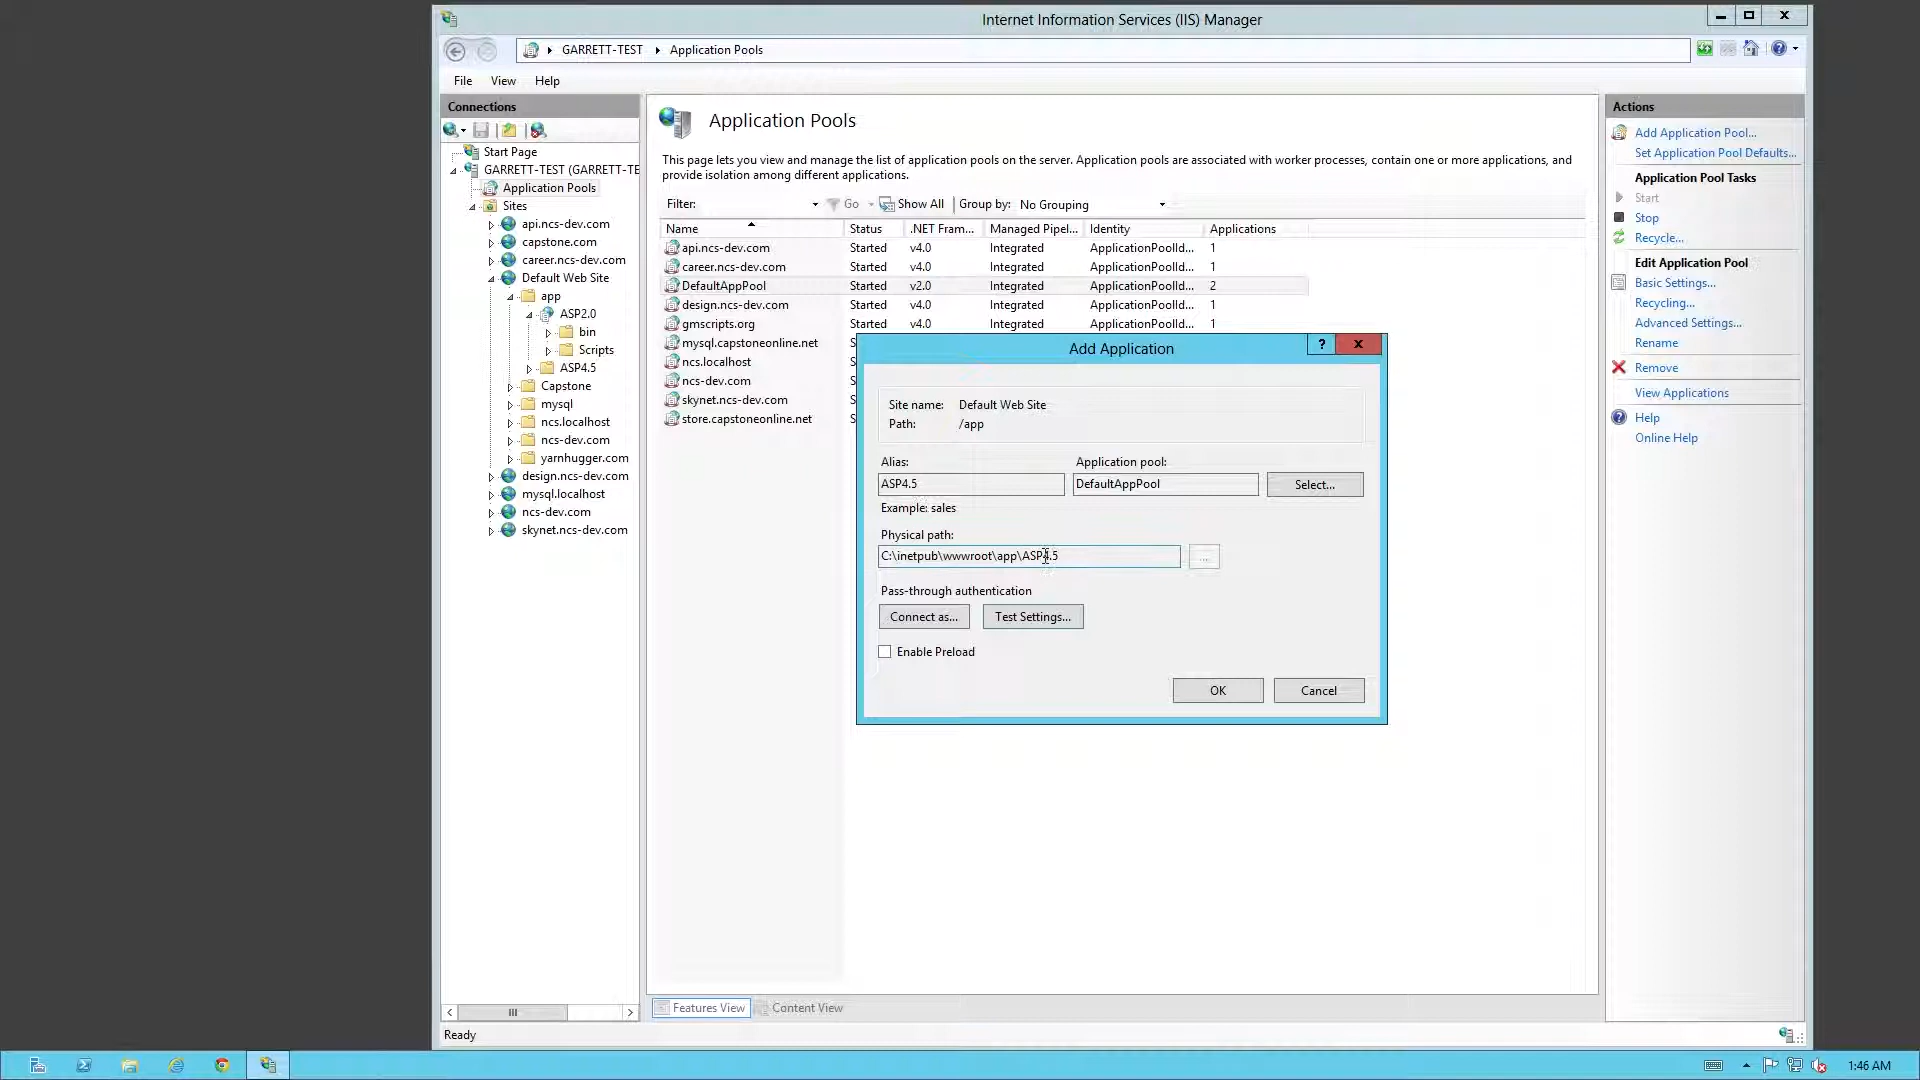 Internet Information Services (IIS) Manager
GARRETT-TEST
Application Pools
File
View
Help
Connections
Start Page
GARRETT-TEST (GARRETT-TE
Application Pools
Sites
api.ncs-dev.com
capstone.com
career.ncs-dev.com
Default Web Site
app
ASP2.0
bin
Scripts
ASP4.5
Capstone
mysql
ncs.localhost
ncs-dev.com
yarnhugger.com
design.ncs-dev.com
mysql.localhost
ncs-dev.com
skynet.ncs-dev.com
Application Pools
This page lets you view and manage the list of application pools on the server. Application pools are associated with worker processes, contain one or more applications, and
provide isolation among different applications.
Filter: Go Show All Group by: No Grouping
Name Status .NET Fram... Managed Pipel... Identity Applications
api.ncs-dev.com Started v4.0 Integrated ApplicationPoolId... 1
career.ncs-dev.com Started v4.0 Integrated ApplicationPoolId... 1
DefaultAppPool Started v2.0 Integrated ApplicationPoolId... 2
design.ncs-dev.com Started v4.0 Integrated ApplicationPoolId... 1
gmscripts.org Started v4.0 Integrated ApplicationPoolId... 1
mysql.capstoneonline.net S
ncs.localhost S
ncs-dev.com S
skynet.ncs-dev.com S
store.capstoneonline.net S
Add Application
?
Site name: Default Web Site
Path: /app
Alias: Application pool:
ASP4.5 DefaultAppPool Select...
Example: sales
Physical path:
C:\inetpub\wwwroot\app\ASP4.5 ...
Pass-through authentication
Connect as... Test Settings...
Enable Preload
OK Cancel
Features View
Content View
Actions
Add Application Pool...
Set Application Pool Defaults...
Application Pool Tasks
Start
Stop
Recycle...
Edit Application Pool
Basic Settings...
Recycling...
Advanced Settings...
Rename
Remove
View Applications
Help
Online Help
Ready
1:46 AM